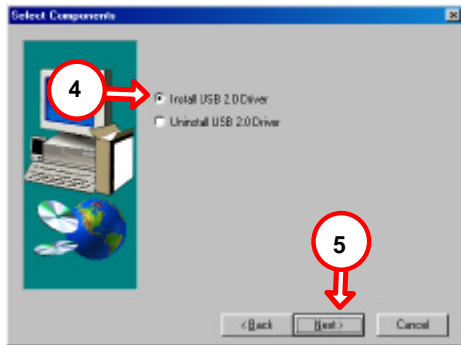 Select Components
4
Install USB 2.0 Driver
Uninstall USB 2.0 Driver
5
< Back Next > Cancel